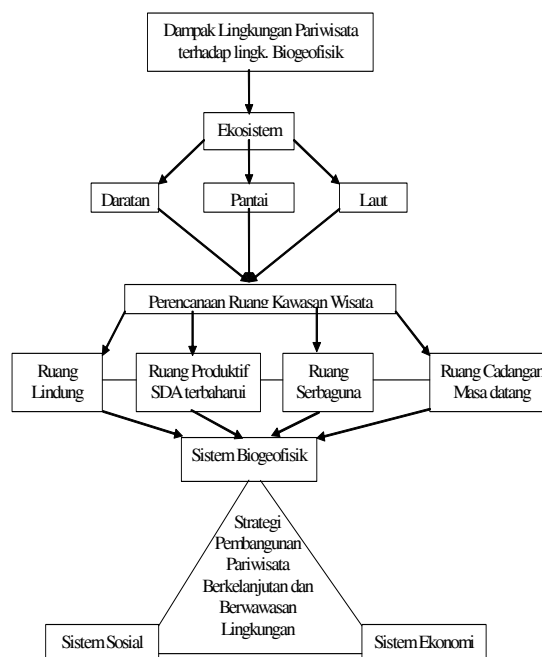 Dampak Lingkungan Pariwisata
terhadap lingk. Biogeofisik
Ekosistem
Daratan
Pantai
Laut
Perencanaan Ruang Kawasan Wisata
Ruang
Lindung
Ruang Produktif
SDA terbaharui
Ruang
Serbaguna
Ruang Cadangan
Masa datang
Sistem Biogeofisik
Strategi
Pembangunan
Pariwisata
Berkelanjutan dan
Berwawasan
Lingkungan
Sistem Sosial
Sistem Ekonomi